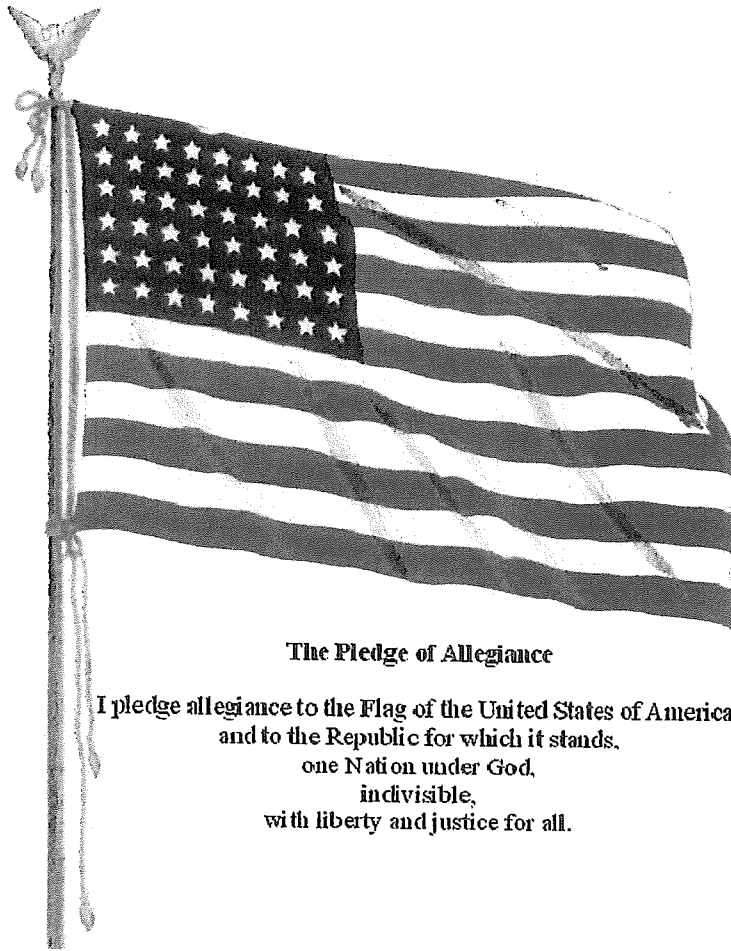 The Pledge of Allegiance
I pledge allegiance to the Flag of the United States of America
and to the Republic for which it stands,
one Nation under God,
indivisible,
with liberty and justice for all.